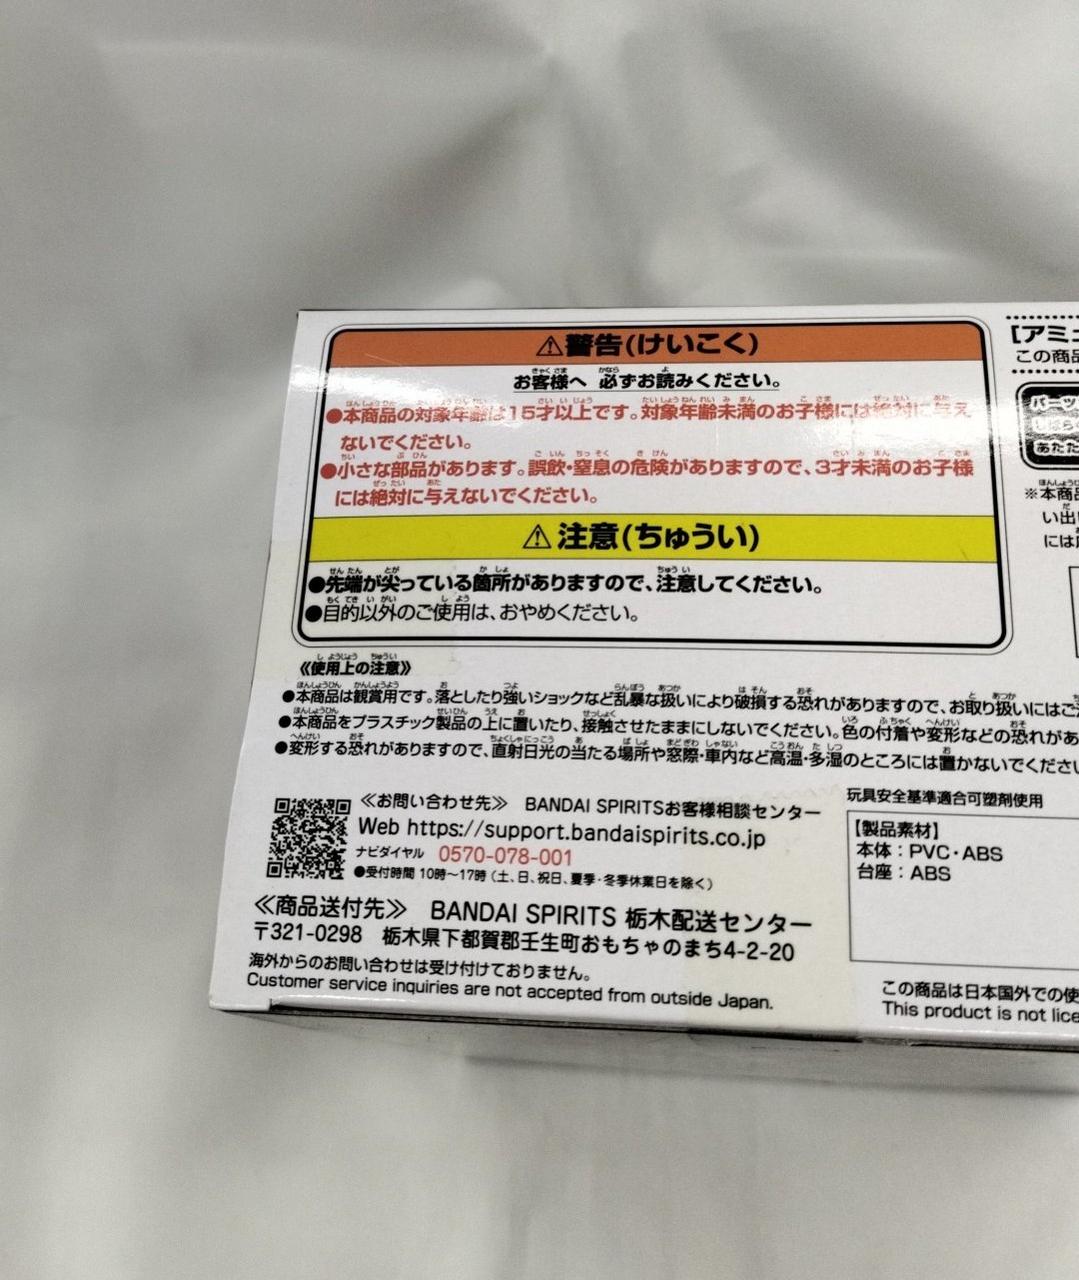 ⚠警告(けいこく)
お客様へ 必ずお読みください。
●本商品の対象年齢は15才以上です。対象年齢未満のお子様には絶対に与え
ないでください。
●小さな部品があります。誤飲・窒息の危険がありますので、3才未満のお子様
には絶対に与えないでください。
⚠注意(ちゅうい)
●先端が尖っている箇所がありますので、注意してください。
●目的以外のご使用は、おやめください。
《使用上の注意》
●本商品は観賞用です。落としたり強いショックなど乱暴な扱いにより破損する恐れがありますので、お取り扱いにはご
●本商品をプラスチック製品の上に置いたり、接触させたままにしないでください。色の付着や変形などの恐れがあ
●変形する恐れがありますので、直射日光の当たる場所や窓際・車内など高温・多湿のところには置かないでくださ
≪お問い合わせ先≫ BANDAI SPIRITSお客様相談センター
Web https://support.bandaispirits.co.jp
ナビダイヤル 0570-078-001
●受付時間 10時〜17時（土、日、祝日、夏季・冬季休業日を除く）
≪商品送付先≫ BANDAI SPIRITS 栃木配送センター
〒321-0298 栃木県下都賀郡壬生町おもちゃのまち4-2-20
海外からのお問い合わせは受け付けておりません。
Customer service inquiries are not accepted from outside Japan.
[アミュ
この商品
パーツ
しばらく
あたた
※本商品
い出
には
玩具安全基準適合可塑剤使用
【製品素材】
本体：PVC・ABS
台座：ABS
この商品は日本国外での使
This product is not lice